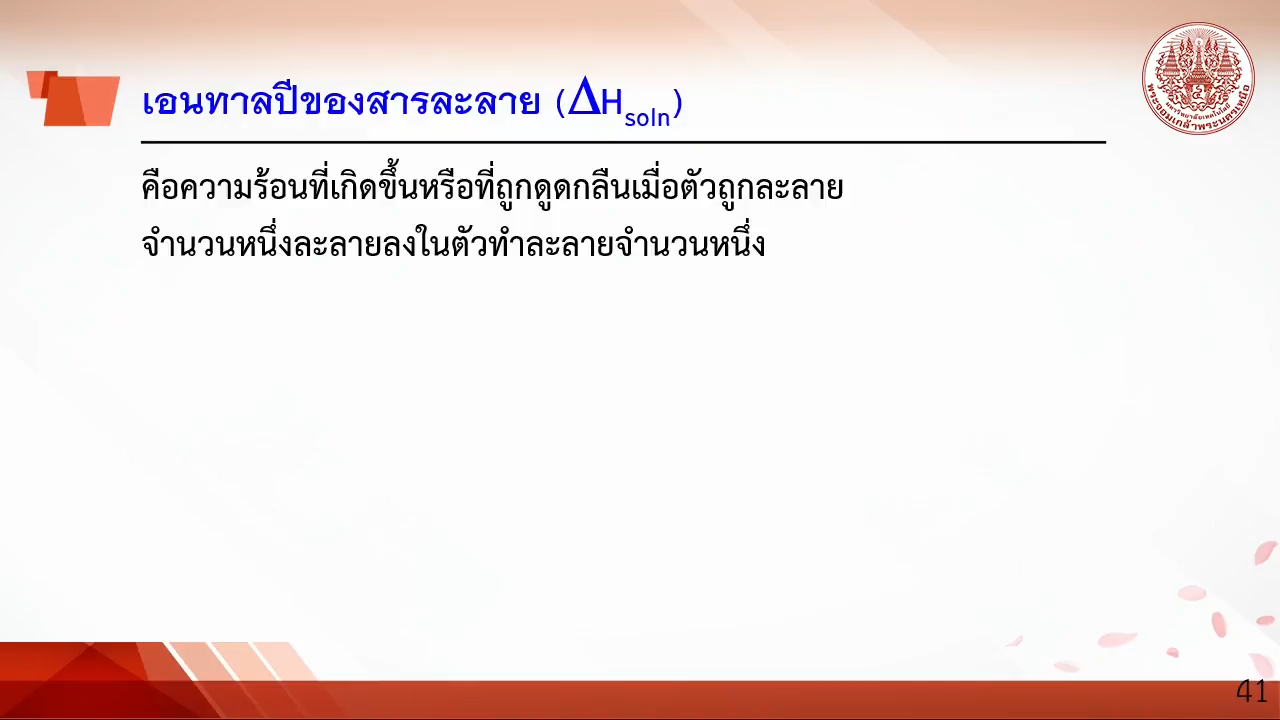 เอนทาลปีของสารละลาย (ΔHsoln)
คือความร้อนที่เกิดขึ้นหรือที่ถูกดูดกลืนเมื่อตัวถูกละลาย
จำนวนหนึ่งละลายลงในตัวทำละลายจำนวนหนึ่ง
41